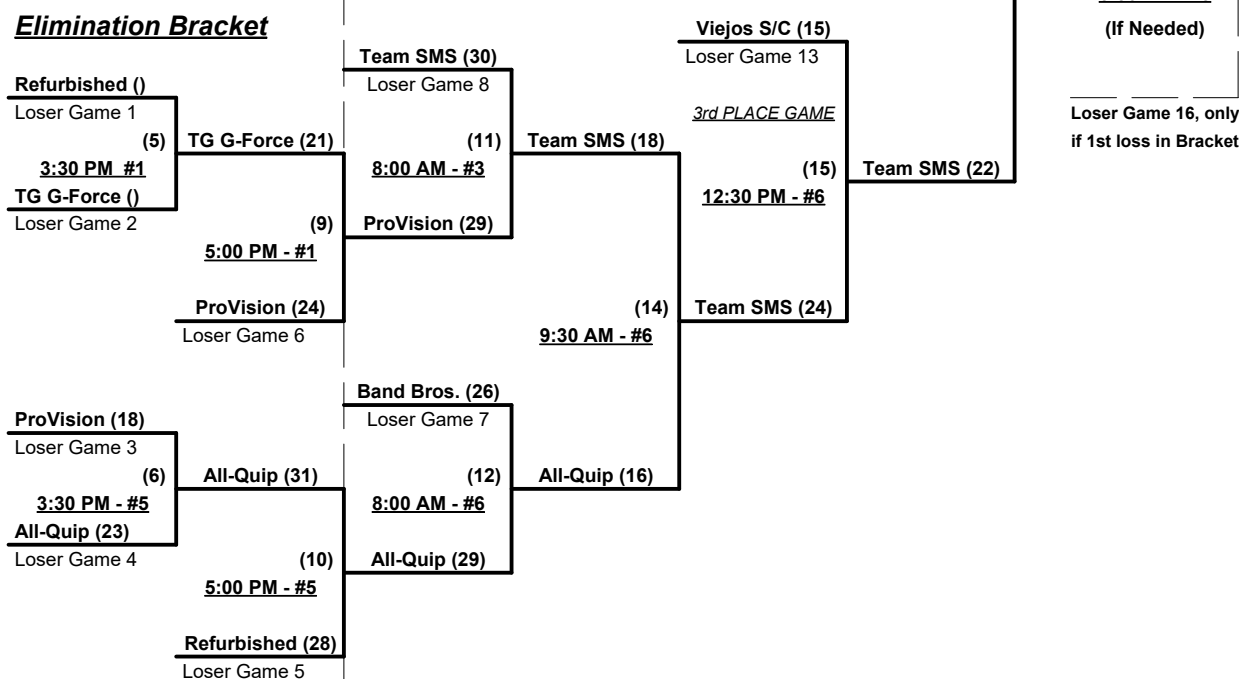 Elimination Bracket
Viejos S/C (15)
(If Needed)
Team SMS (30)
Loser Game 13
Refurbished ()
Loser Game 8
Loser Game 1
3rd PLACE GAME
Loser Game 16, only
(5)
TG G-Force (21)
(11)
Team SMS (18)
if 1st loss in Bracket
3:30 PM #1
8:00 AM - #3
(15)
Team SMS (22)
TG G-Force ()
12:30 PM - #6
Loser Game 2
(9)
ProVision (29)
5:00 PM - #1
ProVision (24)
(14)
Team SMS (24)
Loser Game 6
9:30 AM - #6
Band Bros. (26)
ProVision (18)
Loser Game 7
Loser Game 3
(6)
All-Quip (31)
(12)
All-Quip (16)
3:30 PM - #5
8:00 AM - #6
All-Quip (23)
Loser Game 4
(10)
All-Quip (29)
5:00 PM - #5
Refurbished (28)
Loser Game 5